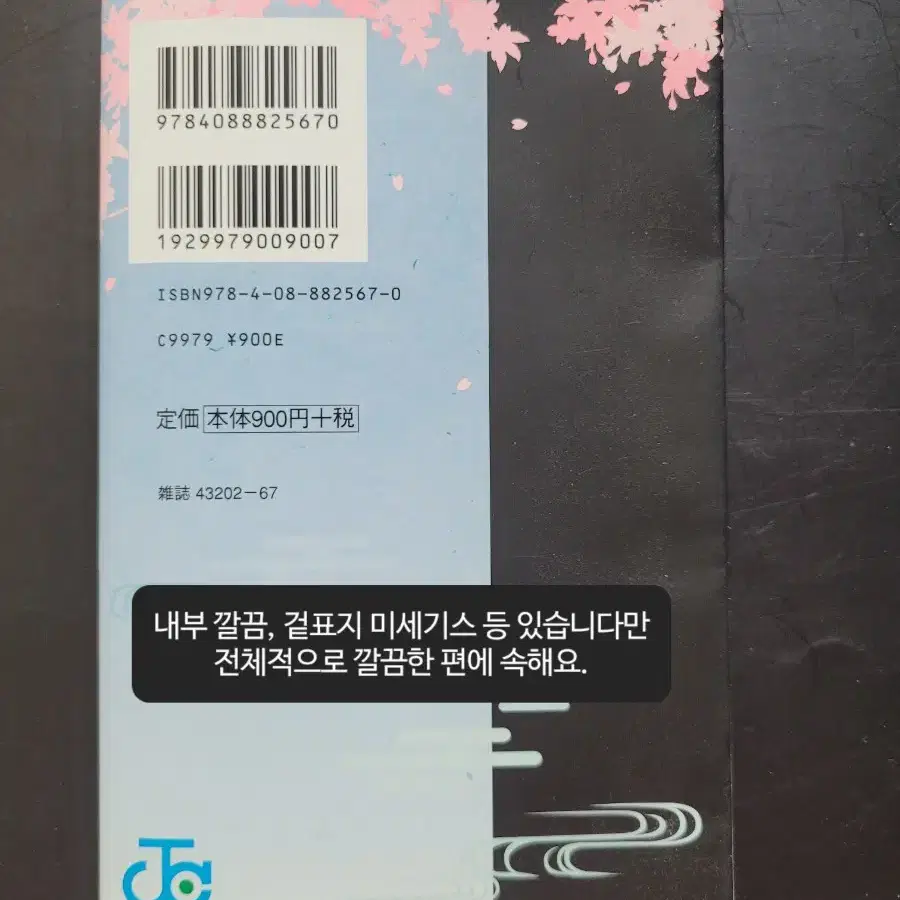 9784088825670
1929979009007
ISBN978-4-08-882567-0
C9979 ¥900E
定価 本体900円+税
雑誌 43202-67
내부 깔끔, 겉표지 미세기스 등 있습니다만
전체적으로 깔끔한 편에 속해요.
JC